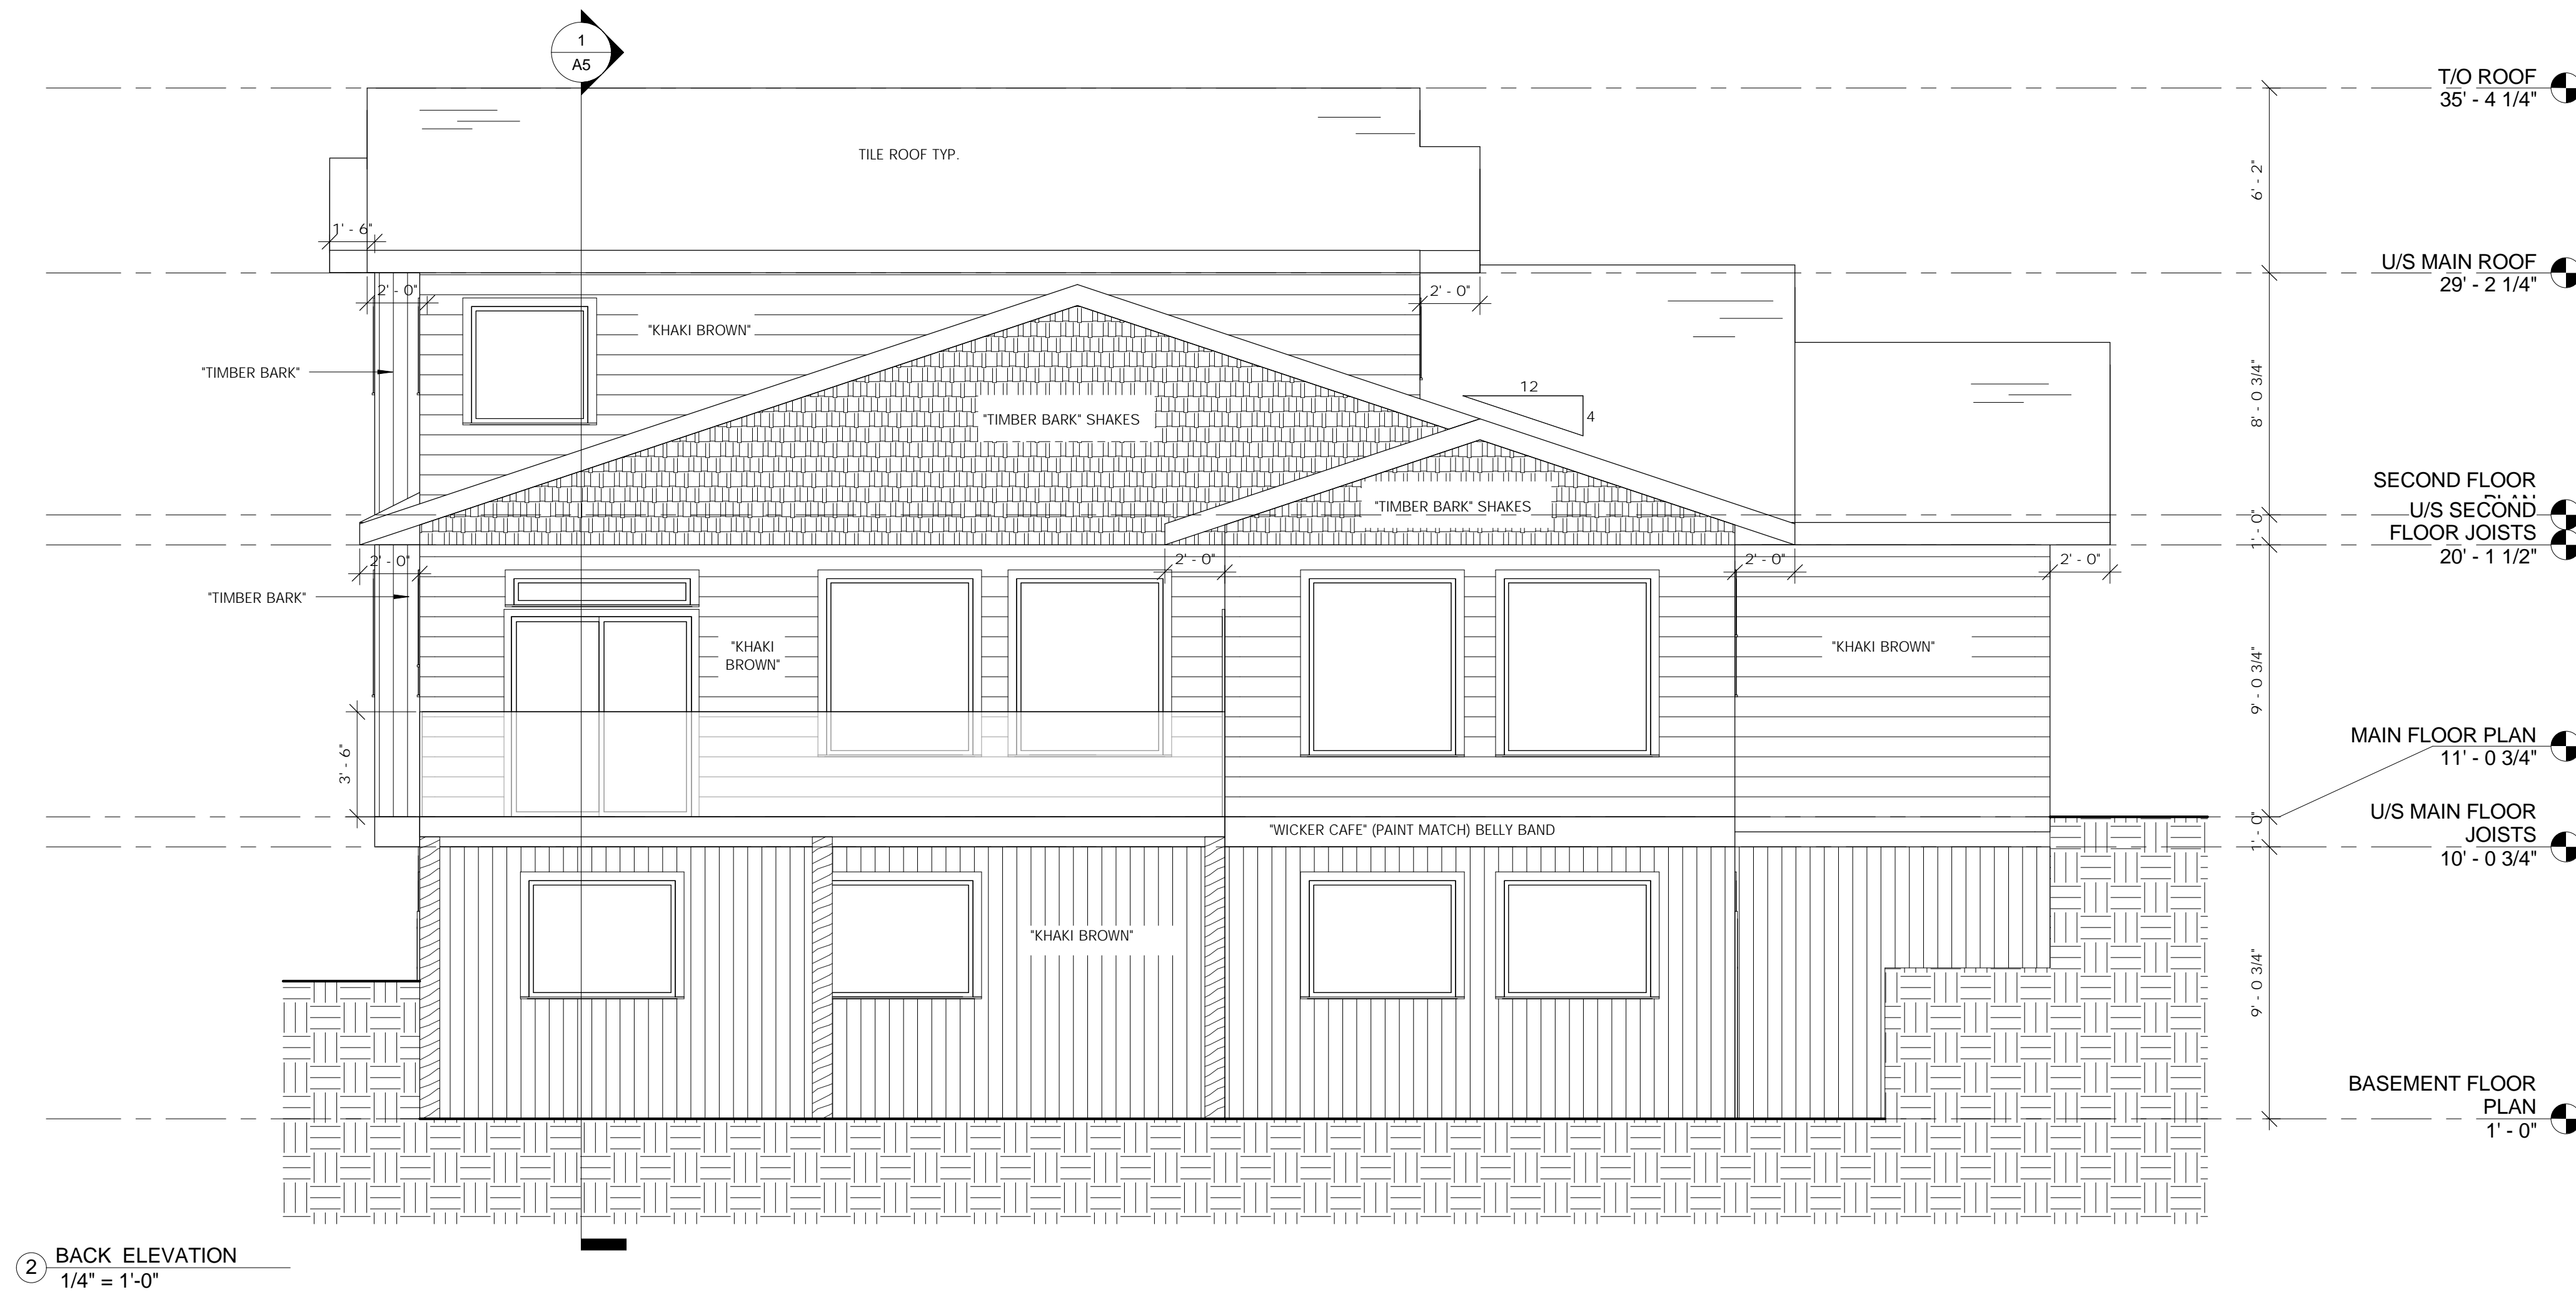 1
A5
T/O ROOF
35' - 4 1/4"
TILE ROOF TYP.
6' - 2"
1' - 6"
U/S MAIN ROOF
29' - 2 1/4"
2' - 0"
2' - 0"
"KHAKI BROWN"
"TIMBER BARK"
12
4
8' - 0 3/4"
"TIMBER BARK" SHAKES
"TIMBER BARK" SHAKES
SECOND FLOOR
PLAN
U/S SECOND
FLOOR JOISTS
20' - 1 1/2"
1' - 0"
2' - 0"
2' - 0"
2' - 0"
2' - 0"
"TIMBER BARK"
"KHAKI
BROWN"
"KHAKI BROWN"
9' - 0 3/4"
3' - 6"
MAIN FLOOR PLAN
11' - 0 3/4"
"WICKER CAFE" (PAINT MATCH) BELLY BAND
1' - 0"
U/S MAIN FLOOR
JOISTS
10' - 0 3/4"
"KHAKI BROWN"
9' - 0 3/4"
BASEMENT FLOOR
PLAN
1' - 0"
2
BACK ELEVATION
1/4" = 1'-0"